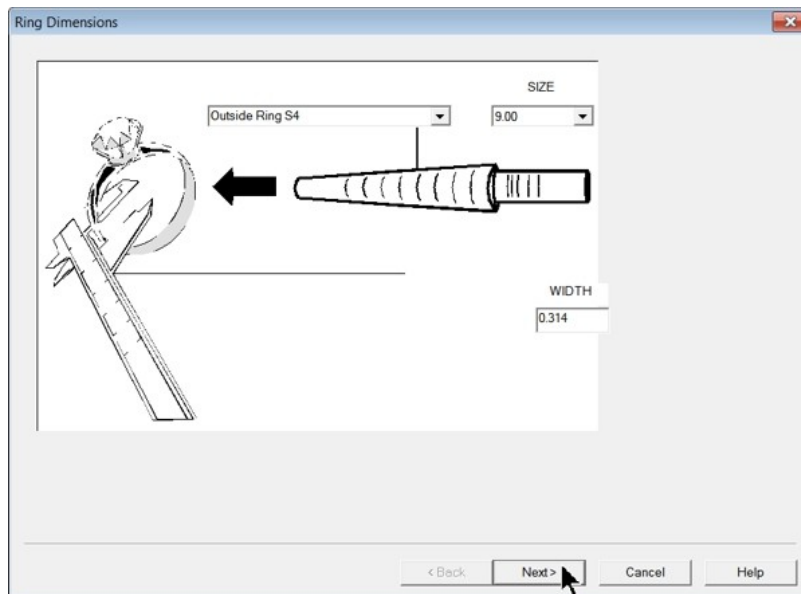 Ring Dimensions
SIZE
Outside Ring S4
9.00
WIDTH
0.314
< Back
Next>
Cancel
Help